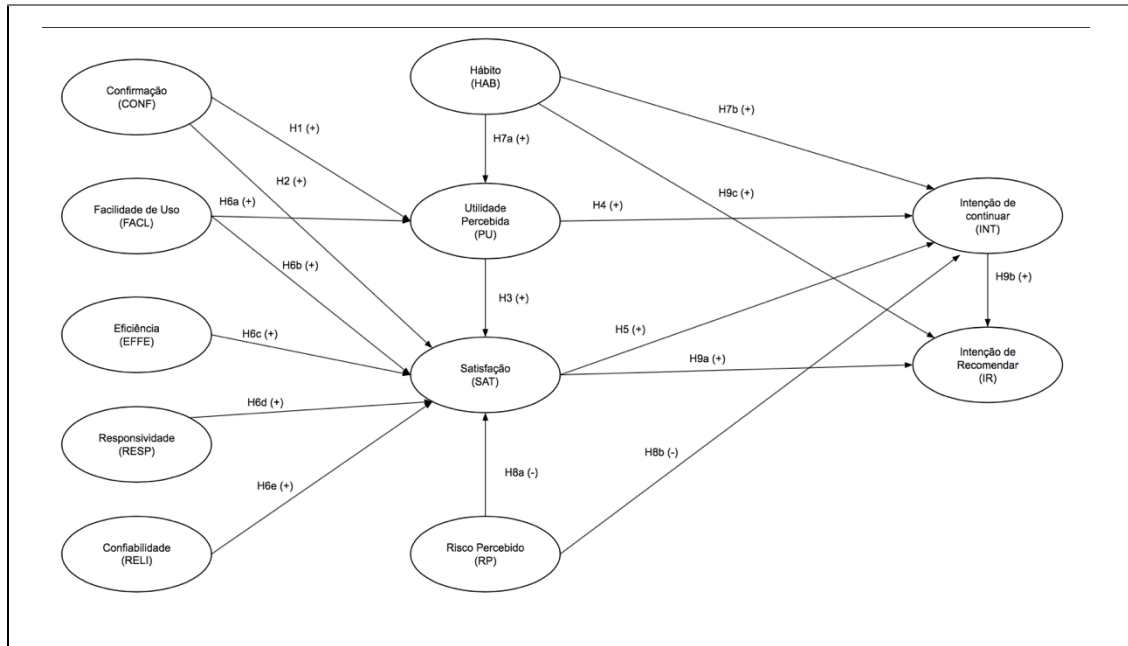 Hábito
(HAB)
Confirmação
(CONF)
H7b (+)
H1 (+)
H7a (+)
H2 (+)
H9c (+)
H6a (+)
Facilidade de Uso
(FACL)
Utilidade
Percebida
(PU)
H4 (+)
Intenção de
continuar
(INT)
H6b (+)
H3 (+)
H9b (+)
Eficiência
(EFFE)
H6c (+)
H5 (+)
Satisfação
(SAT)
H9a (+)
Intenção de
Recomendar
(IR)
H6d (+)
Responsividade
(RESP)
H8b (-)
H8a (-)
H6e (+)
Confiabilidade
(RELI)
Risco Percebido
(RP)